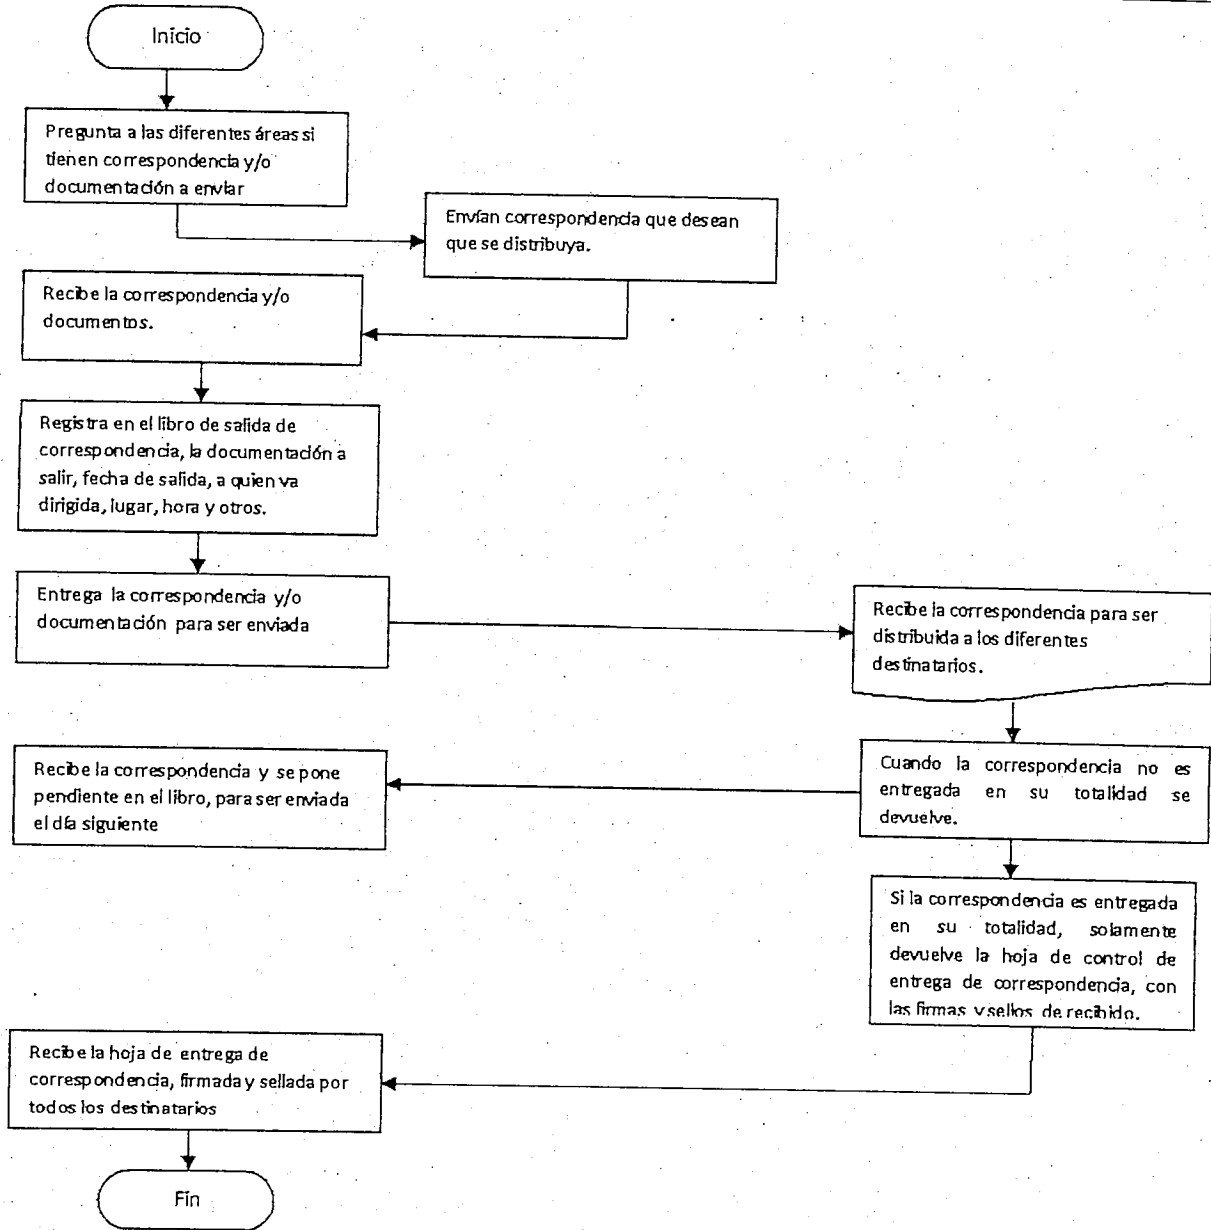 Inicio
Pregunta a las diferentes áreas si
tienen correspondencia y/o
documentación a enviar
Envían correspondencia que desean
que se distribuya.
Recibe la correspondencia y/o
documentos.
Registra en el libro de salida de
correspondencia, la documentación a
salir, fecha de salida, a quien va
dirigida, lugar, hora y otros.
Entrega la correspondencia y/o
documentación para ser enviada
Recibe la correspondencia para ser
distribuida a los diferentes
destinatarios.
Cuando la correspondencia no es
entregada en su totalidad se
devuelve.
Recibe la correspondencia y se pone
pendiente en el libro, para ser enviada
el día siguiente
Si la correspondencia es entregada
en su totalidad, solamente
devuelve la hoja de control de
entrega de correspondencia, con
las firmas y sellos de recibido.
Recibe la hoja de entrega de
correspondencia, firmada y sellada por
todos los destinatarios
Fin